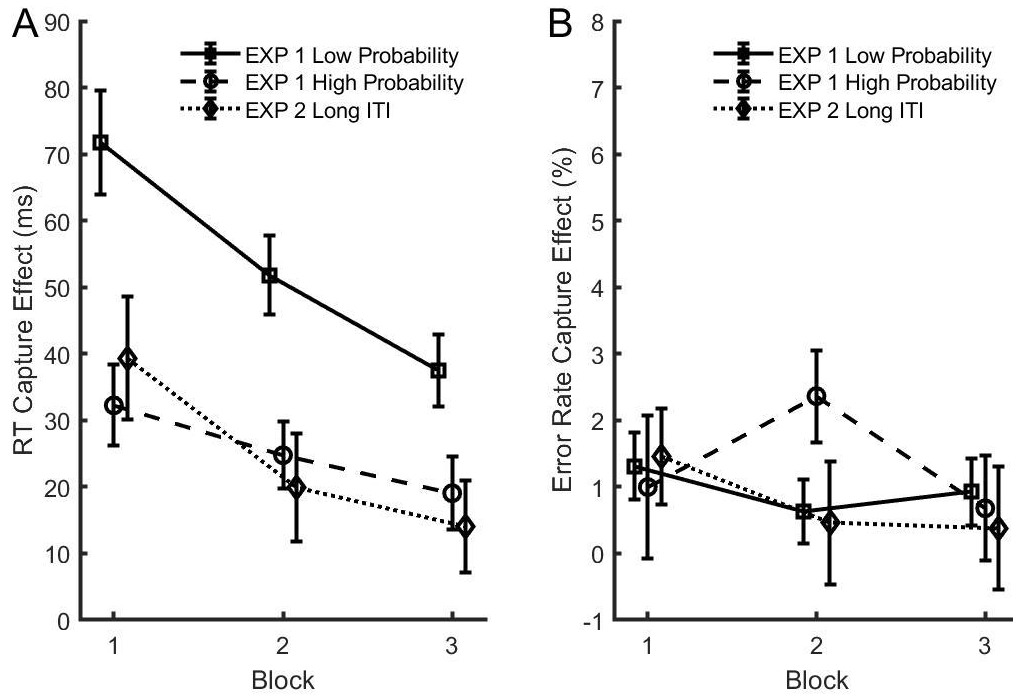 A
RT Capture Effect (ms)
90
80
70
60
50
40
30
20
10
0
EXP 1 Low Probability
EXP 1 High Probability
EXP 2 Long ITI
1 2 3
Block
B
Error Rate Capture Effect (%)
8
7
6
5
4
3
2
1
0
-1
EXP 1 Low Probability
EXP 1 High Probability
EXP 2 Long ITI
1 2 3
Block